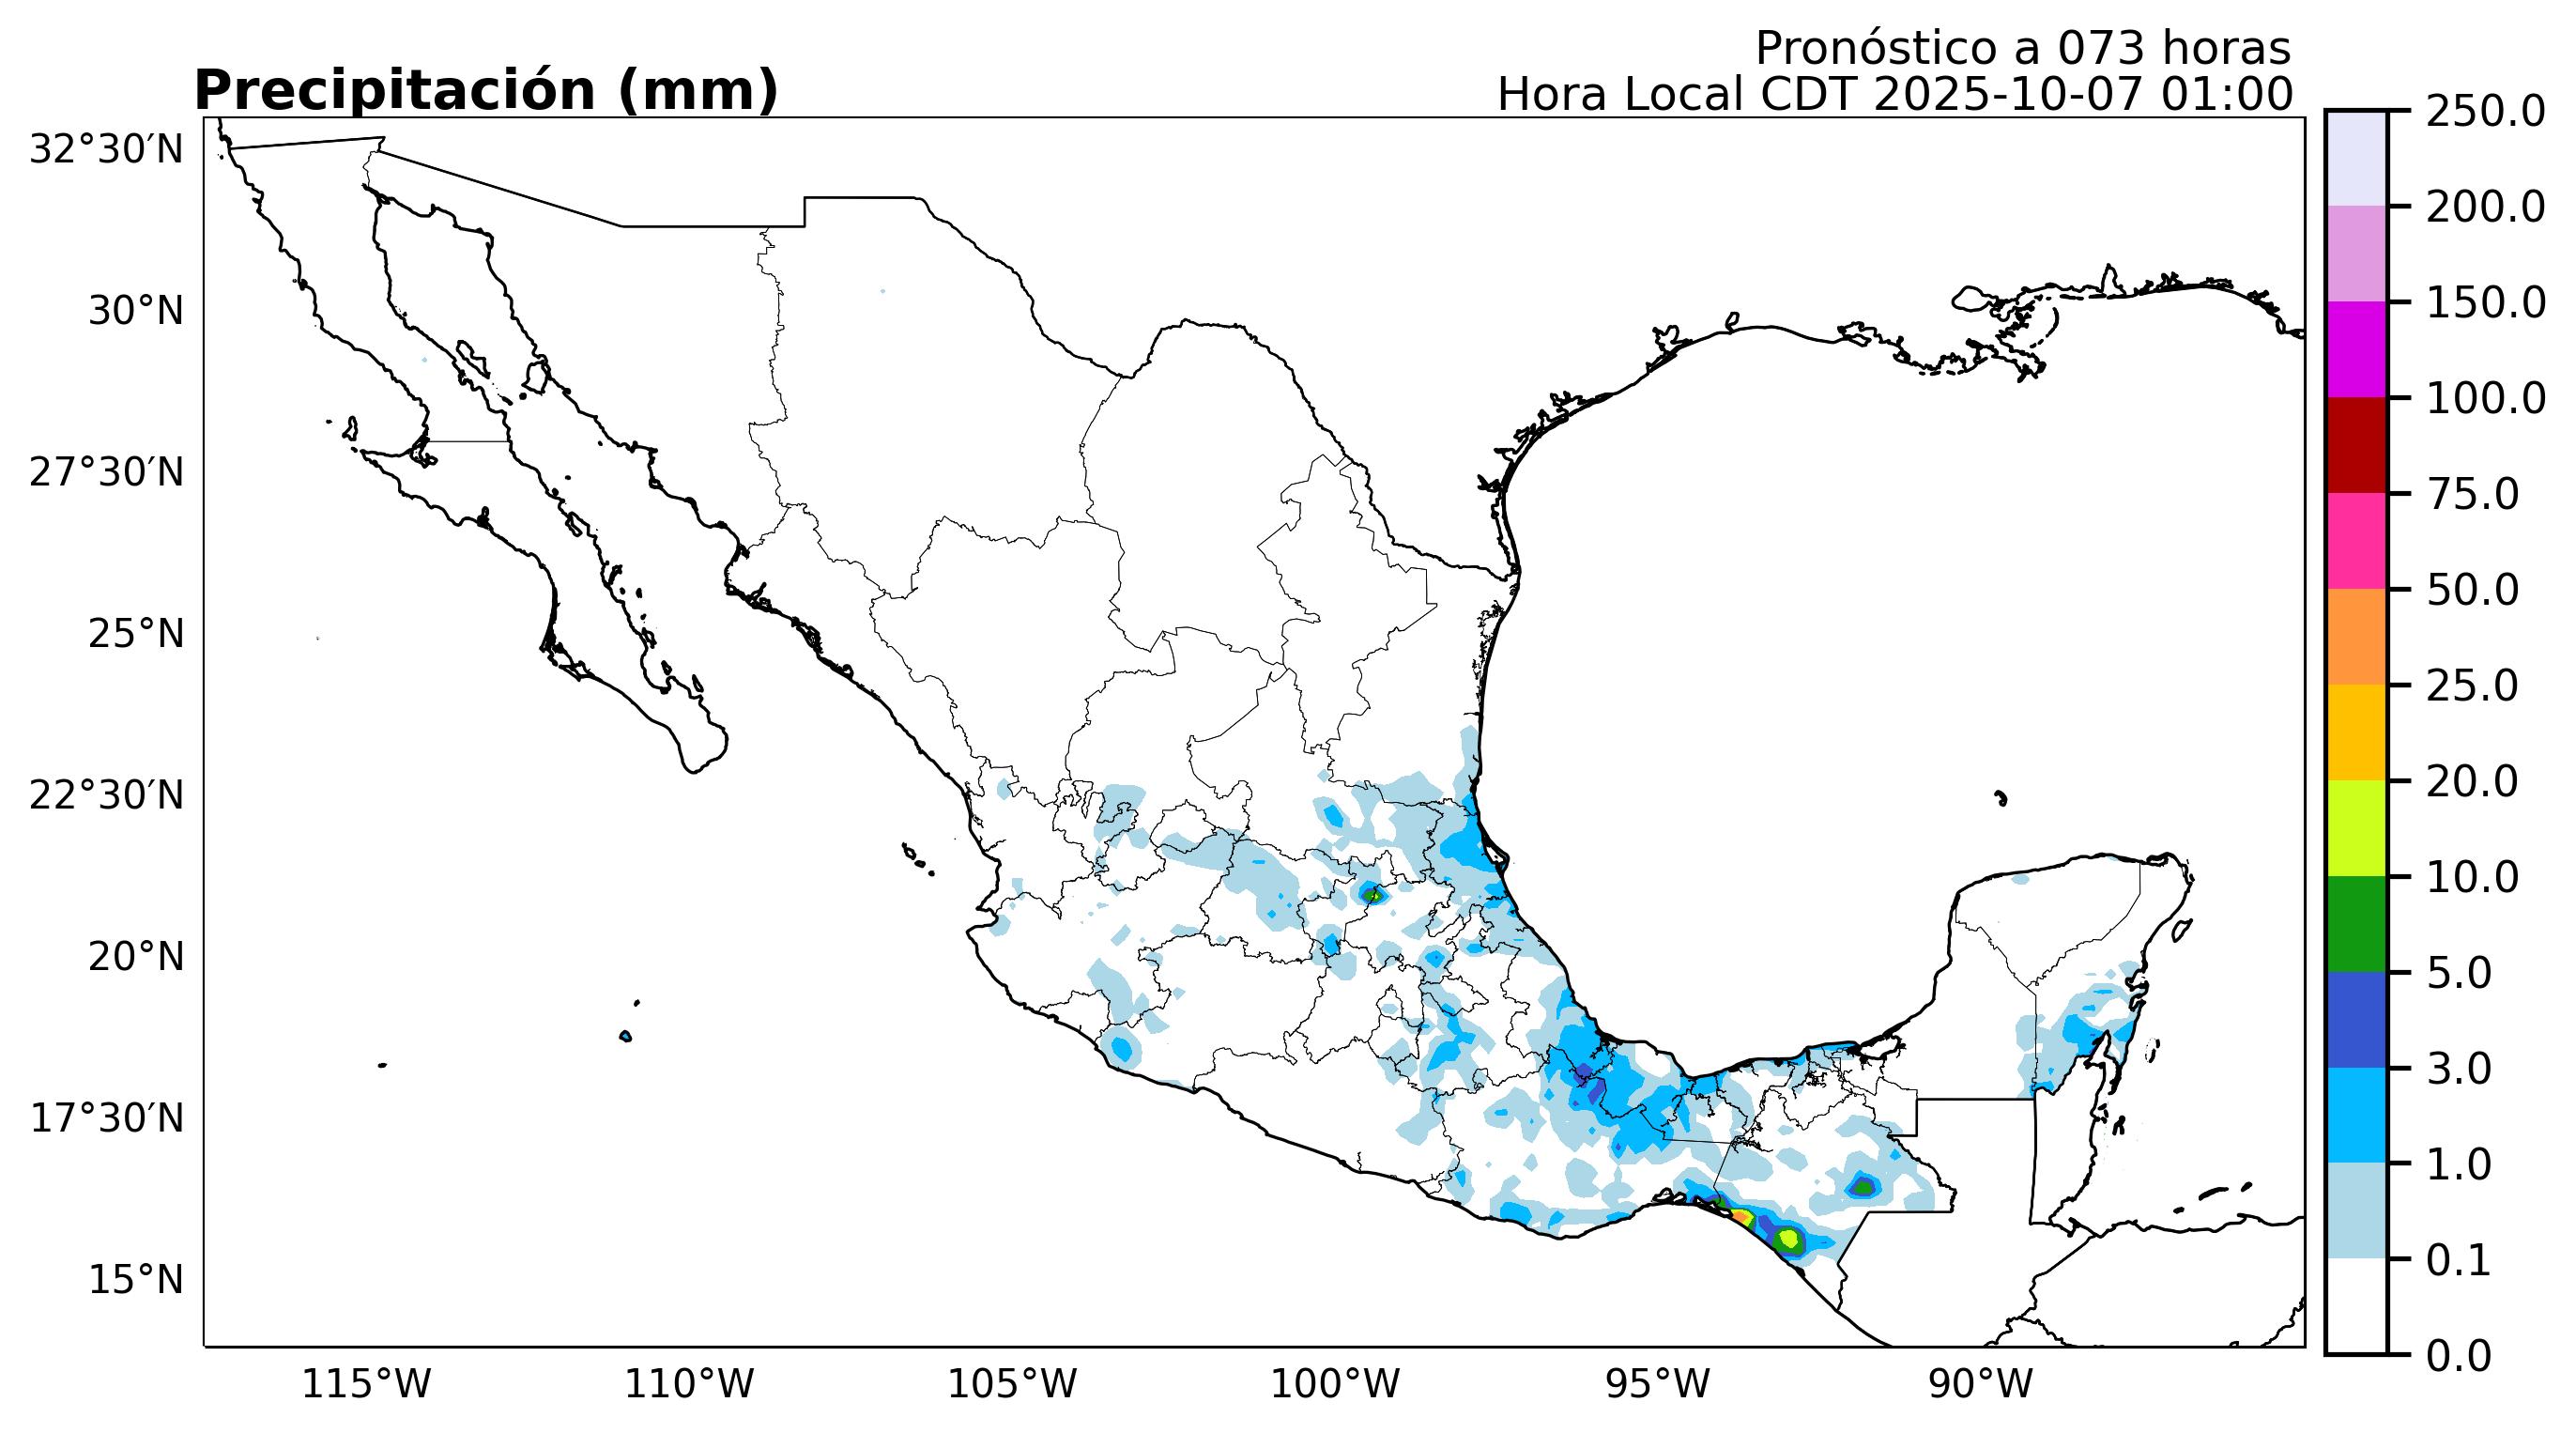 Pronóstico a 073 horas
Precipitación (mm)
Hora Local CDT 2025-10-07 01:00
32°30′N
30°N
27°30′N
25°N
22°30′N
20°N
17°30′N
15°N
115°W
110°W
105°W
100°W
95°W
90°W
250.0
200.0
150.0
100.0
75.0
50.0
25.0
20.0
10.0
5.0
3.0
1.0
0.1
0.0